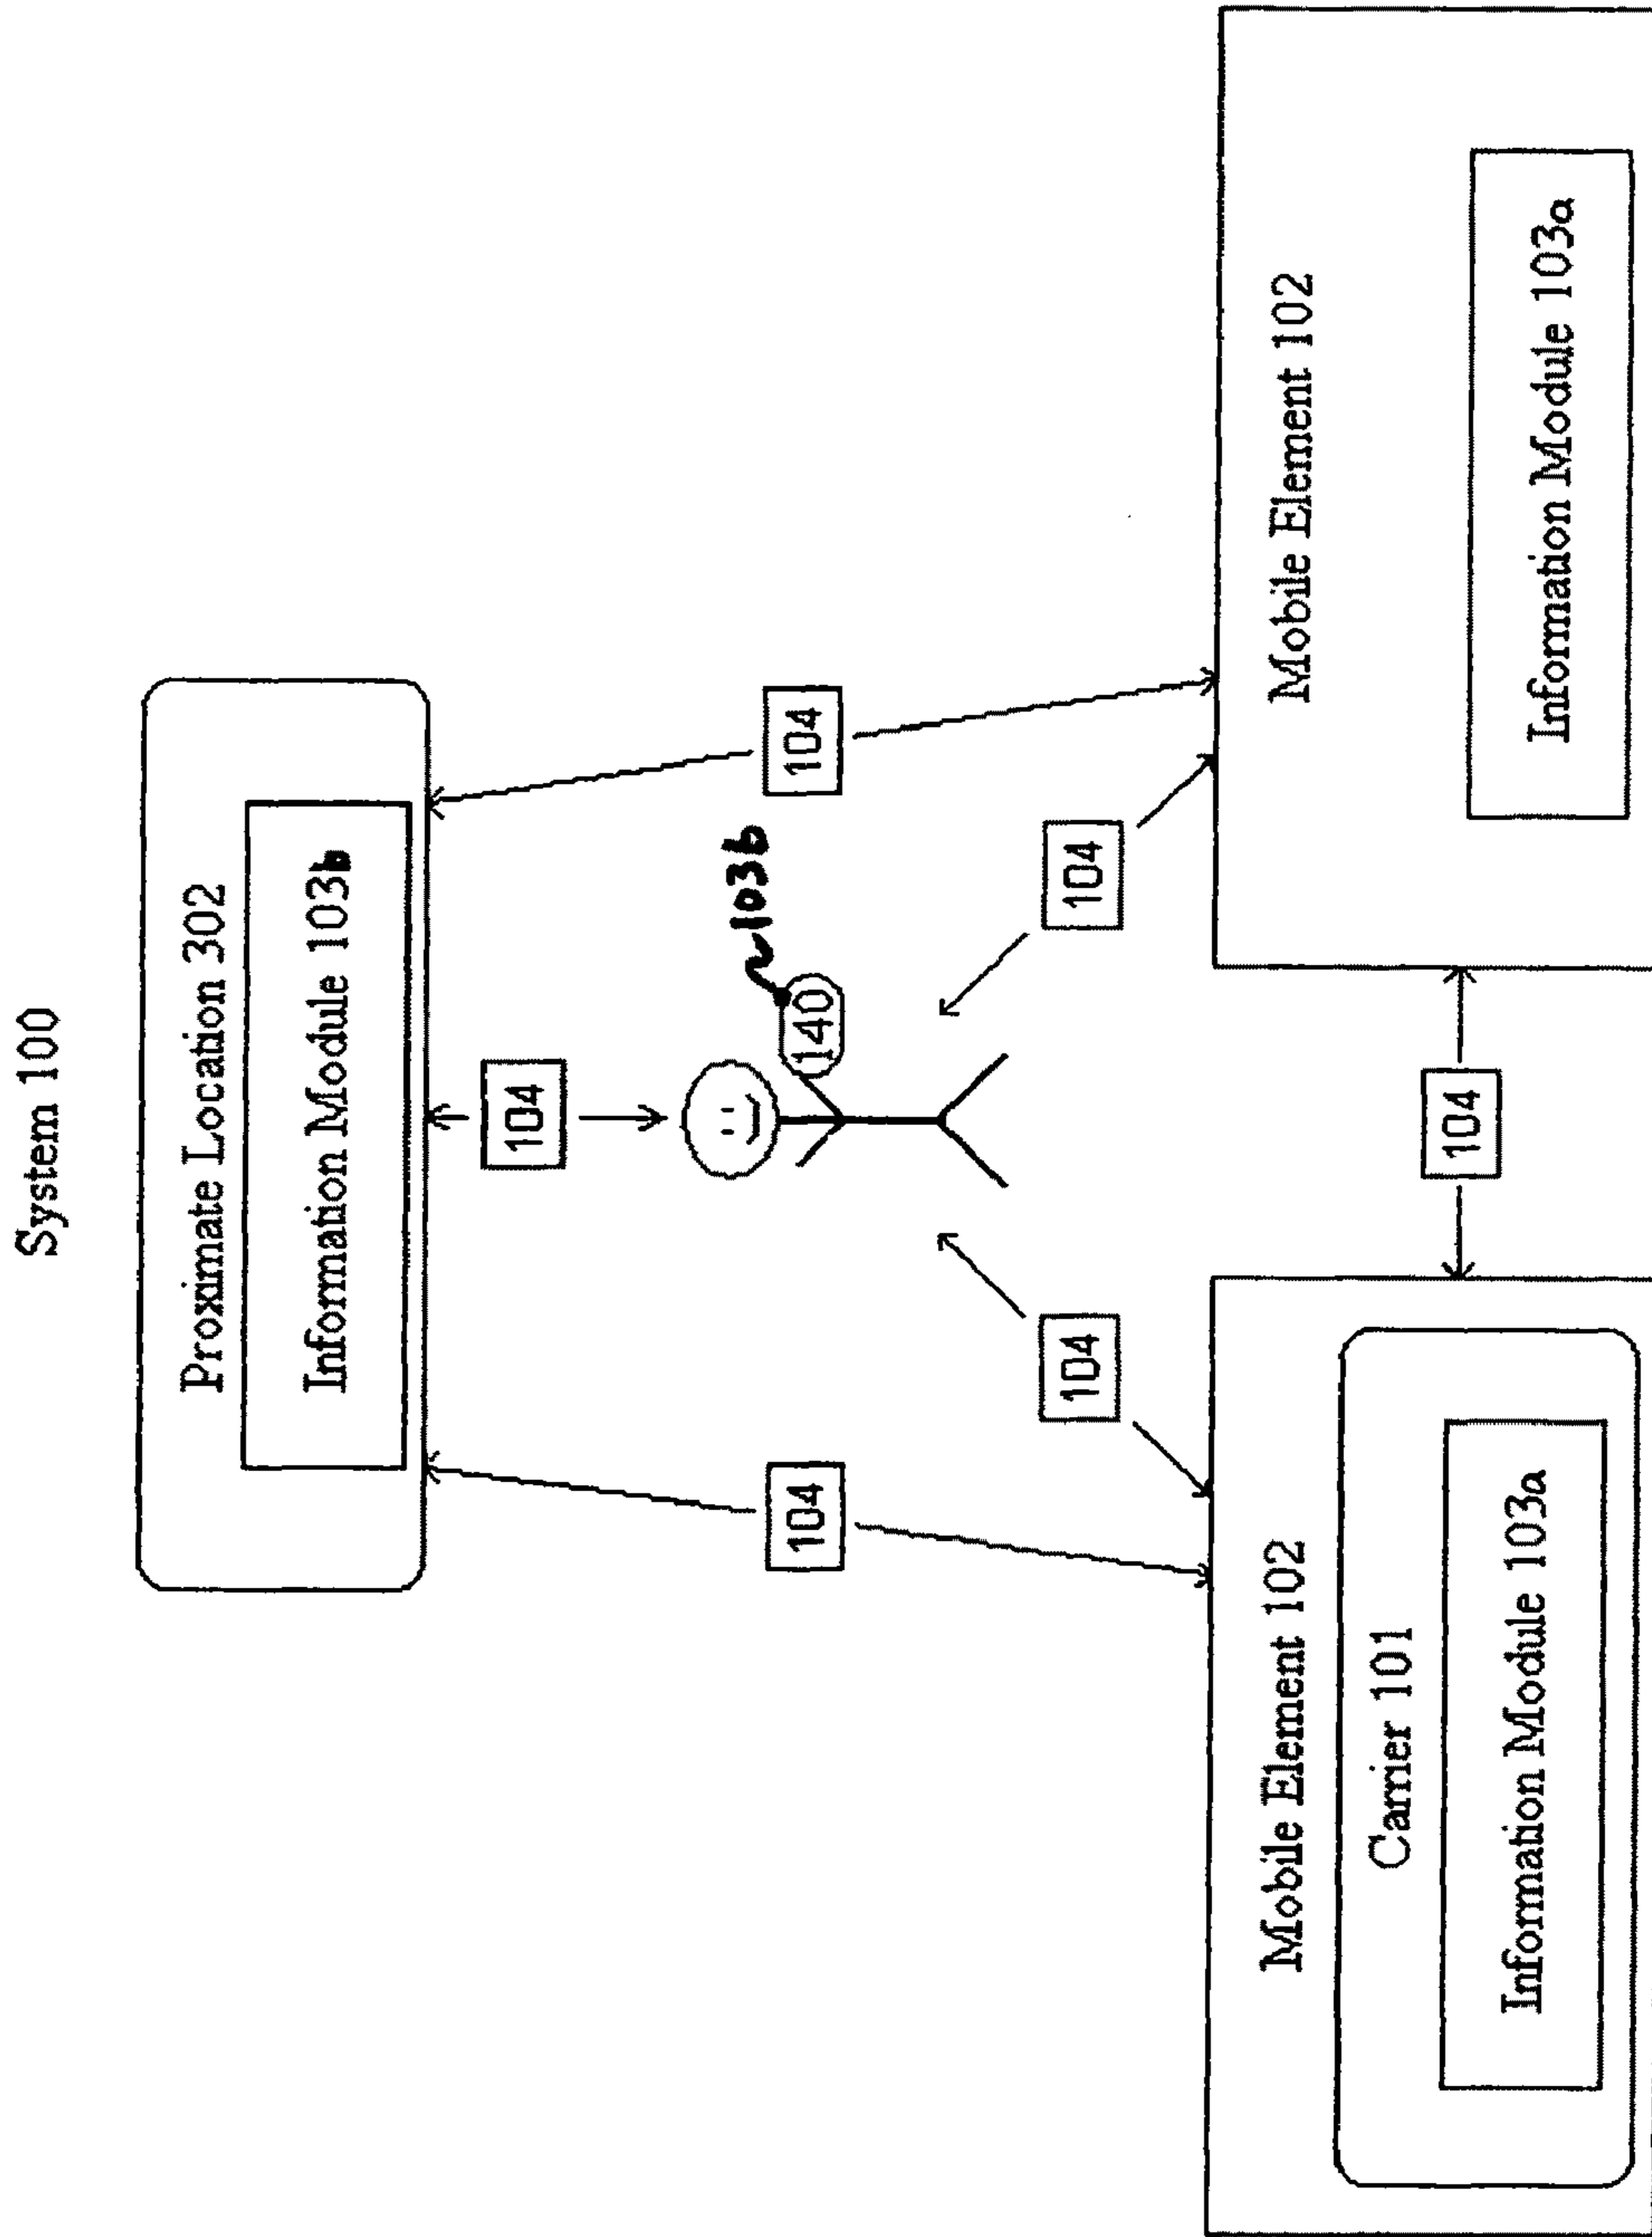 System 100
Proximate Location 302
Information Module 103b
104
104
104
103b
140
104
104
104
Mobile Element 102
Carrier 101
Information Module 103a
Mobile Element 102
Information Module 103a